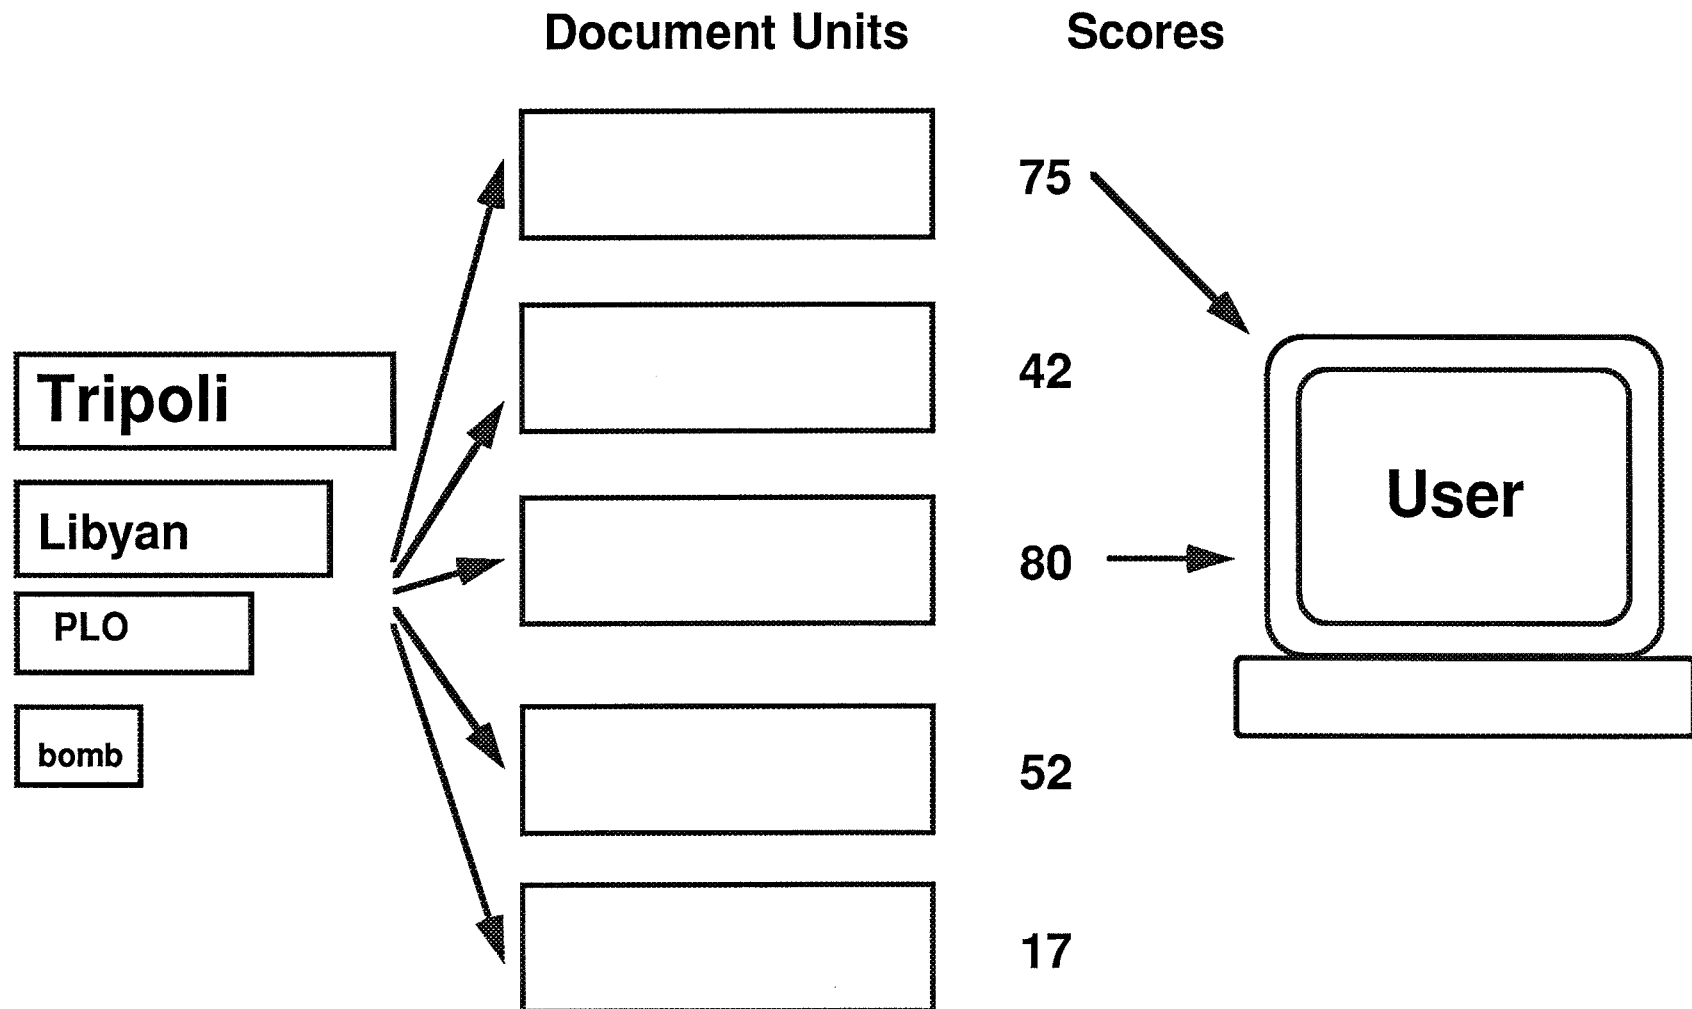 Document Units Scores
75
42
Tripoli
User
Libyan
80
PLO
bomb
52
17